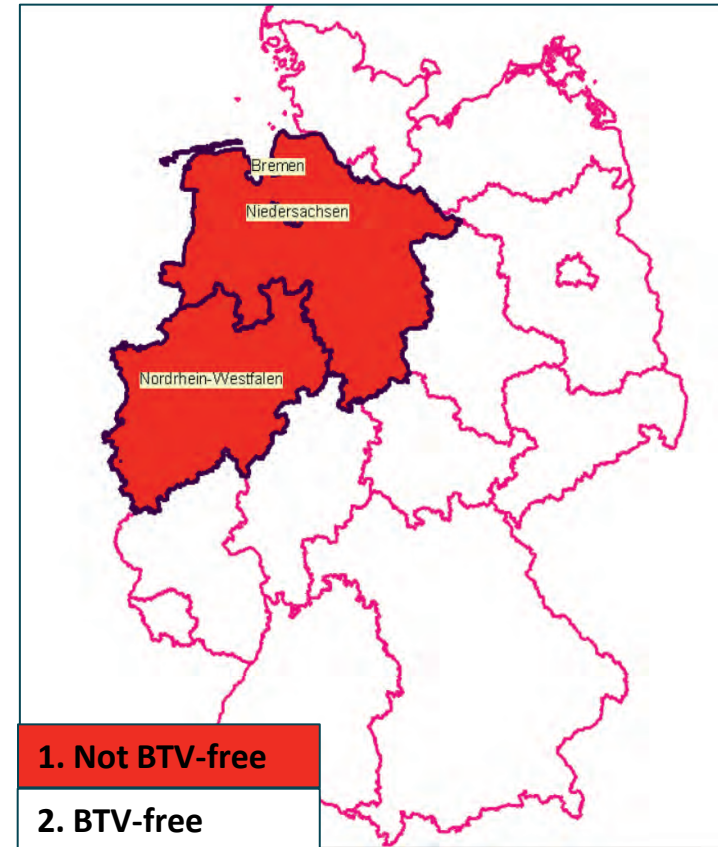 Bremen
Niedersachsen
Nordrhein-Westfalen
1. Not BTV-free
2. BTV-free